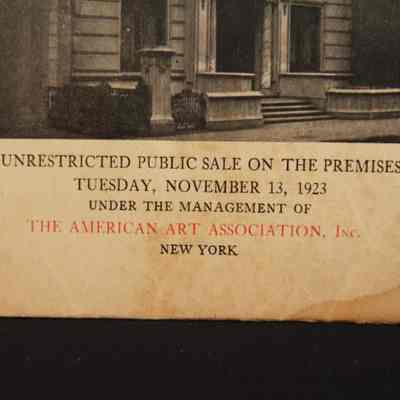 UNRESTRICTED PUBLIC SALE ON THE PREMISES
TUESDAY, NOVEMBER 13, 1923
UNDER THE MANAGEMENT OF
THE AMERICAN ART ASSOCIATION, INC.
NEW YORK